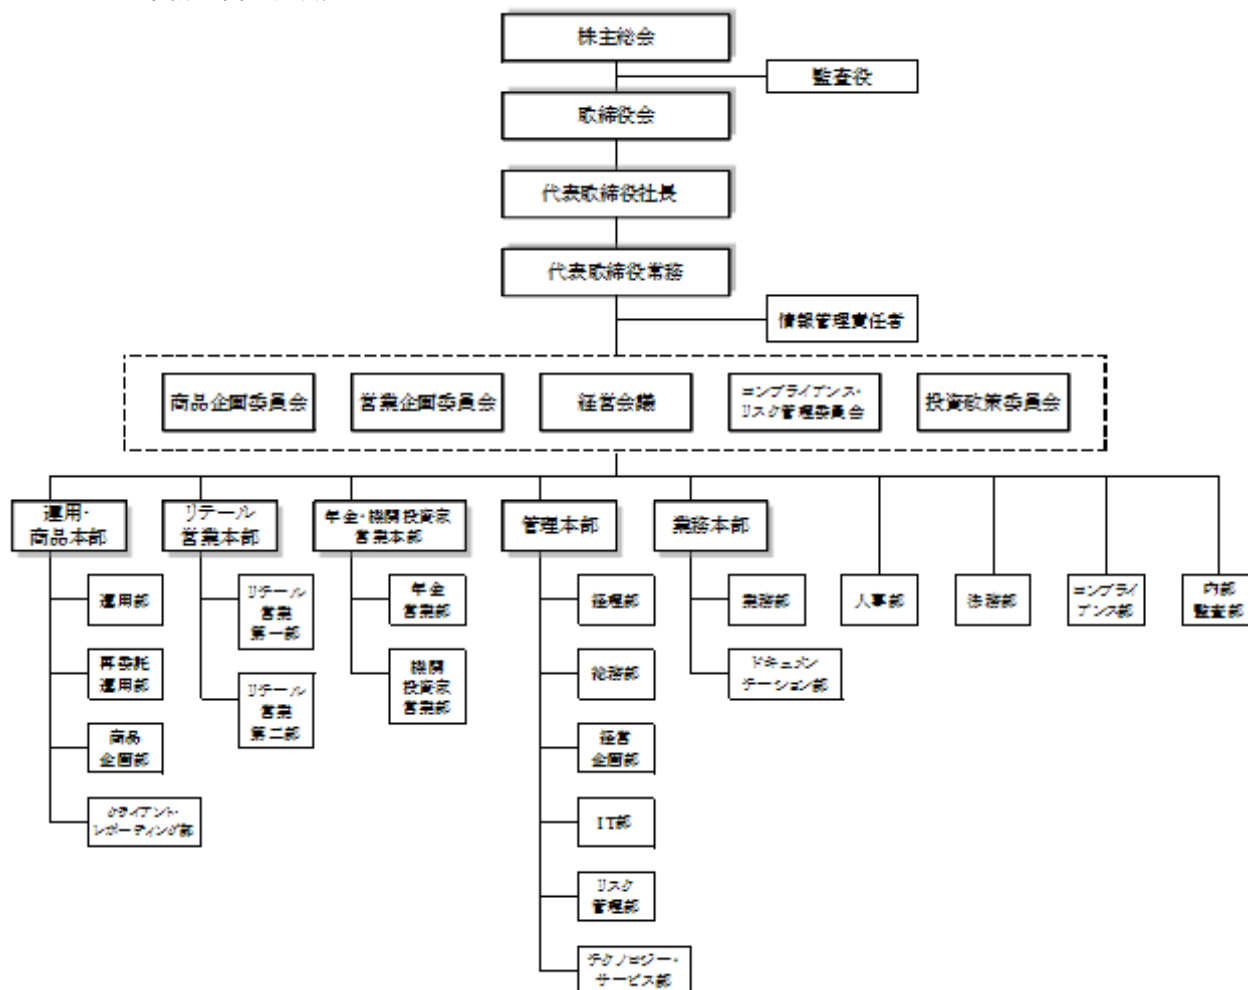 株主総会
監査役
取締役会
代表取締役社長
代表取締役常務
情報管理責任者
商品企画委員会
営業企画委員会
経営会議
コンプライアンス・
リスク管理委員会
投資政策委員会
運用・
商品本部
リテール
営業本部
年金・機関投資家
営業本部
管理本部
業務本部
運用部
再委託
運用部
商品
企画部
クライアント・
レポーティング部
リテール
営業
第一部
リテール
営業
第二部
年金
営業部
機関
投資家
営業部
経理部
総務部
経営
企画部
IT部
リスク
管理部
テクノロジー・
サービス部
業務部
ドキュメン
テーション部
人事部
法務部
コンプライ
アンス部
内部
監査部